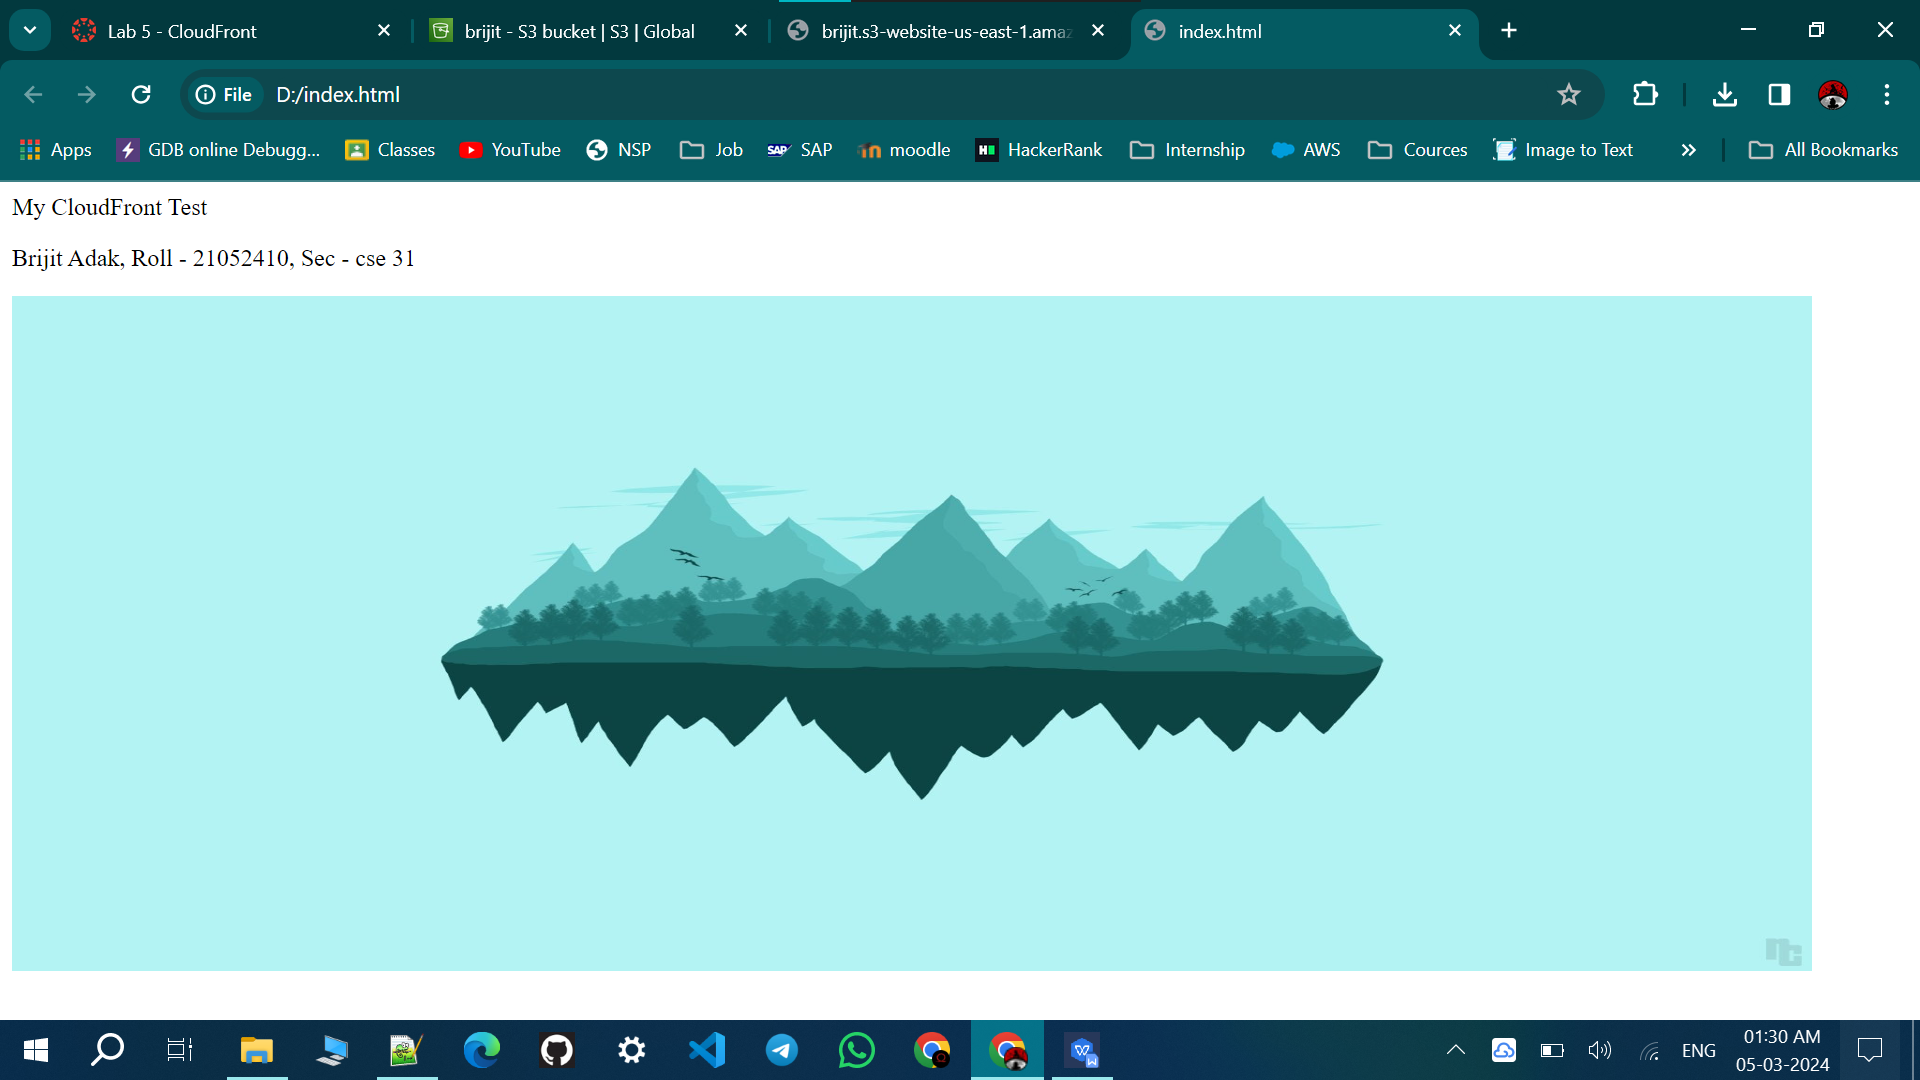 Lab 5 - CloudFront
brijit - S3 bucket | S3 | Global
brijit.s3-website-us-east-1.amaz
index.html
File
D:/index.html
Apps
GDB online Debugg...
Classes
YouTube
NSP
Job
SAP
SAP
moodle
HackerRank
Internship
AWS
Cources
Image to Text
All Bookmarks
My CloudFront Test
Brijit Adak, Roll - 21052410, Sec - cse 31
ENG
01:30 AM
05-03-2024